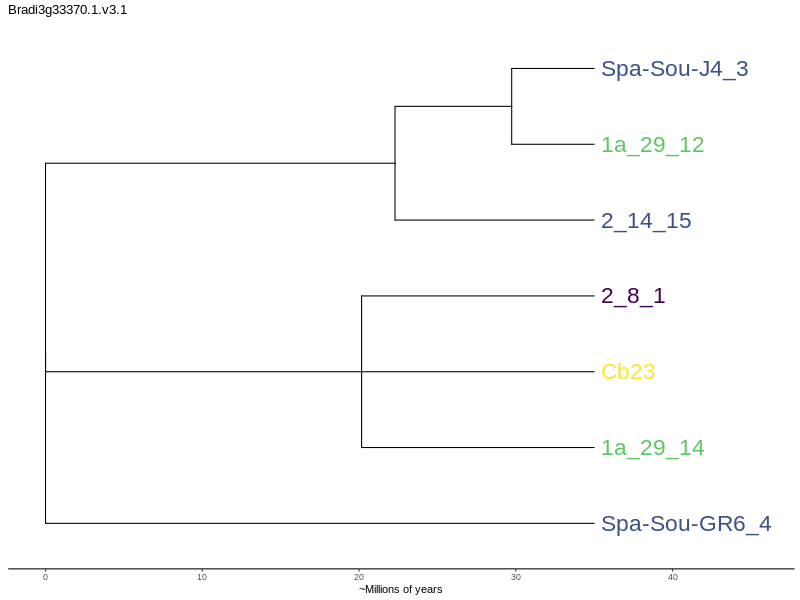 Bradi3g33370.1.v3.1
Spa-Sou-J4_3
1a_29_12
2_14_15
2_8_1
Cb23
1a_29_14
Spa-Sou-GR6_4
0 10 20 30 40
~Millions of years